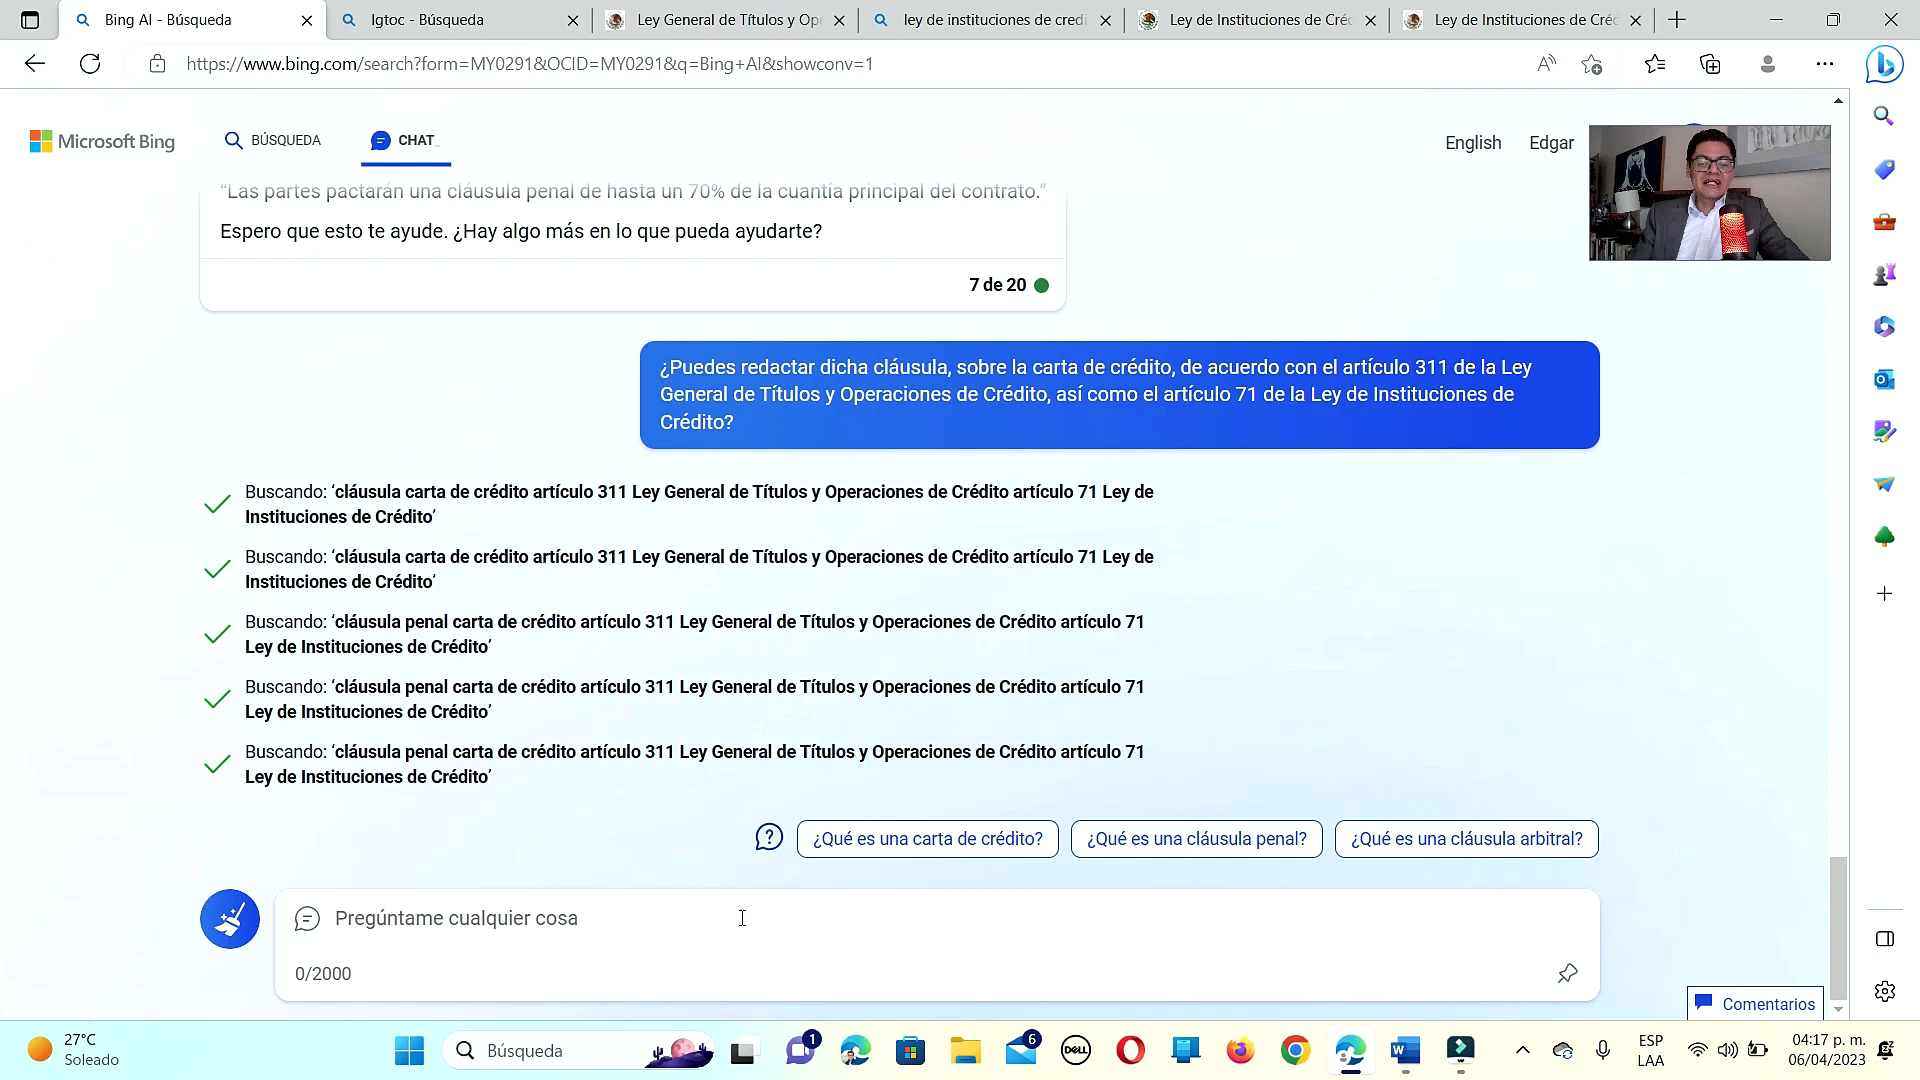 Bing AI - Búsqueda
lgtoc - Búsqueda
Ley General de Títulos y Op
ley de instituciones de credi
Ley de Instituciones de Créc
Ley de Instituciones de Créc
https://www.bing.com/search?form=MY0291&OCID=MY0291&q=Bing+AI&showconv=1
Microsoft Bing
BÚSQUEDA
CHAT
English
Edgar
"Las partes pactarán una cláusula penal de hasta un 70% de la cuantía principal del contrato."
Espero que esto te ayude. ¿Hay algo más en lo que pueda ayudarte?
7 de 20
¿Puedes redactar dicha cláusula, sobre la carta de crédito, de acuerdo con el artículo 311 de la Ley
General de Títulos y Operaciones de Crédito, así como el artículo 71 de la Ley de Instituciones de
Crédito?
Buscando: ‘cláusula carta de crédito artículo 311 Ley General de Títulos y Operaciones de Crédito artículo 71 Ley de
Instituciones de Crédito’
Buscando: ‘cláusula carta de crédito artículo 311 Ley General de Títulos y Operaciones de Crédito artículo 71 Ley de
Instituciones de Crédito’
Buscando: ‘cláusula penal carta de crédito artículo 311 Ley General de Títulos y Operaciones de Crédito artículo 71
Ley de Instituciones de Crédito’
Buscando: ‘cláusula penal carta de crédito artículo 311 Ley General de Títulos y Operaciones de Crédito artículo 71
Ley de Instituciones de Crédito’
Buscando: ‘cláusula penal carta de crédito artículo 311 Ley General de Títulos y Operaciones de Crédito artículo 71
Ley de Instituciones de Crédito’
¿Qué es una carta de crédito?
¿Qué es una cláusula penal?
¿Qué es una cláusula arbitral?
Pregúntame cualquier cosa
0/2000
Comentarios
27°C
Soleado
Búsqueda
1
6
DELL
ESP
LAA
04:17 p. m.
06/04/2023